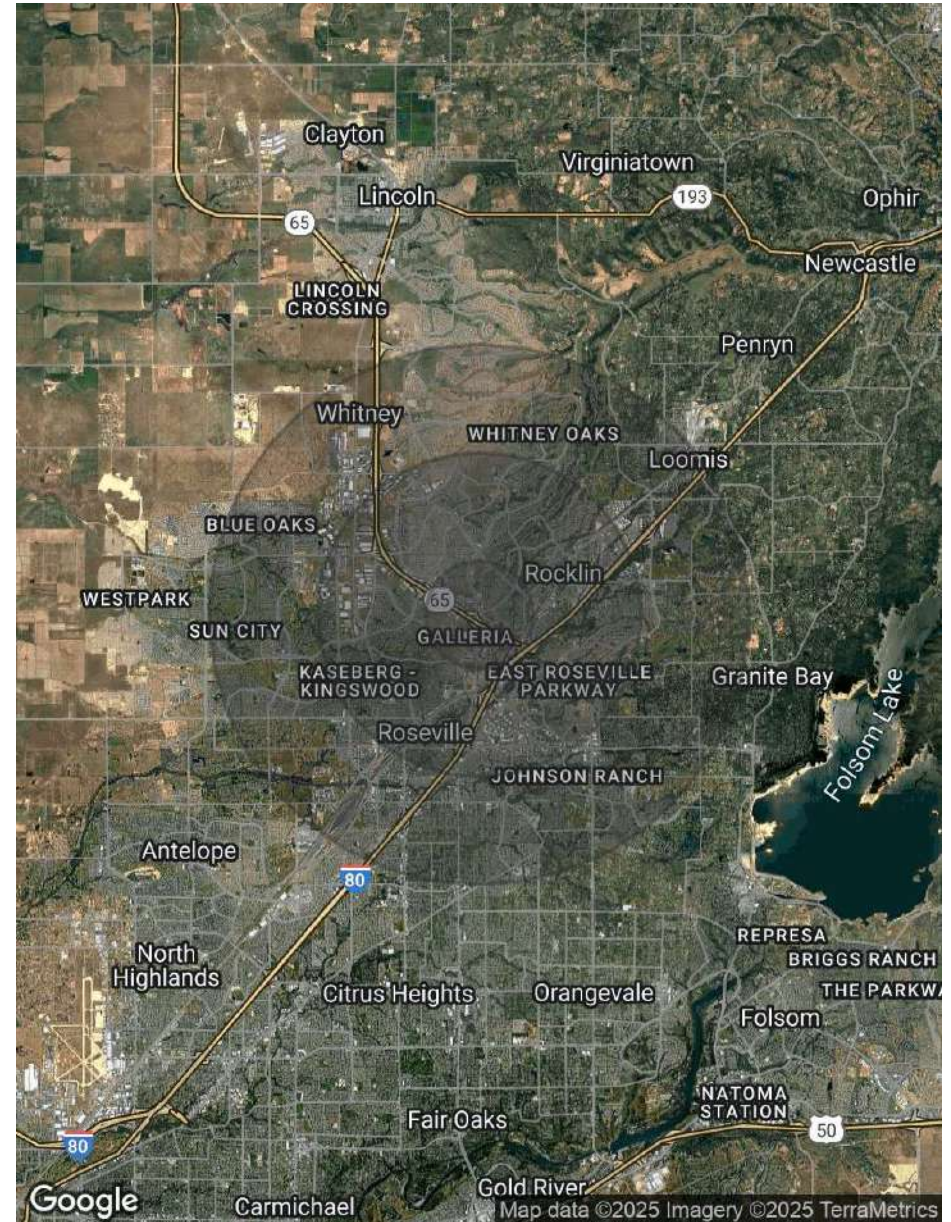 Clayton
Virginiatown
Lincoln
193
Ophir
65
Newcastle
LINCOLN
CROSSING
Penryn
Whitney
WHITNEY OAKS
Loomis
BLUE OAKS
Rocklin
WESTPARK
65
SUN CITY
GALLERIA
KASEBERG -
KINGSWOOD
EAST ROSEVILLE
PARKWAY
Granite Bay
Folsom Lake
Roseville
JOHNSON RANCH
Antelope
80
REPRESA
North
Highlands
BRIGGS RANCH
Citrus Heights
Orangevale
THE PARKWA
Folsom
NATOMA
STATION
Fair Oaks
50
80
Gold River
Google
Carmichael
Map data ©2025 Imagery ©2025 TerraMetrics